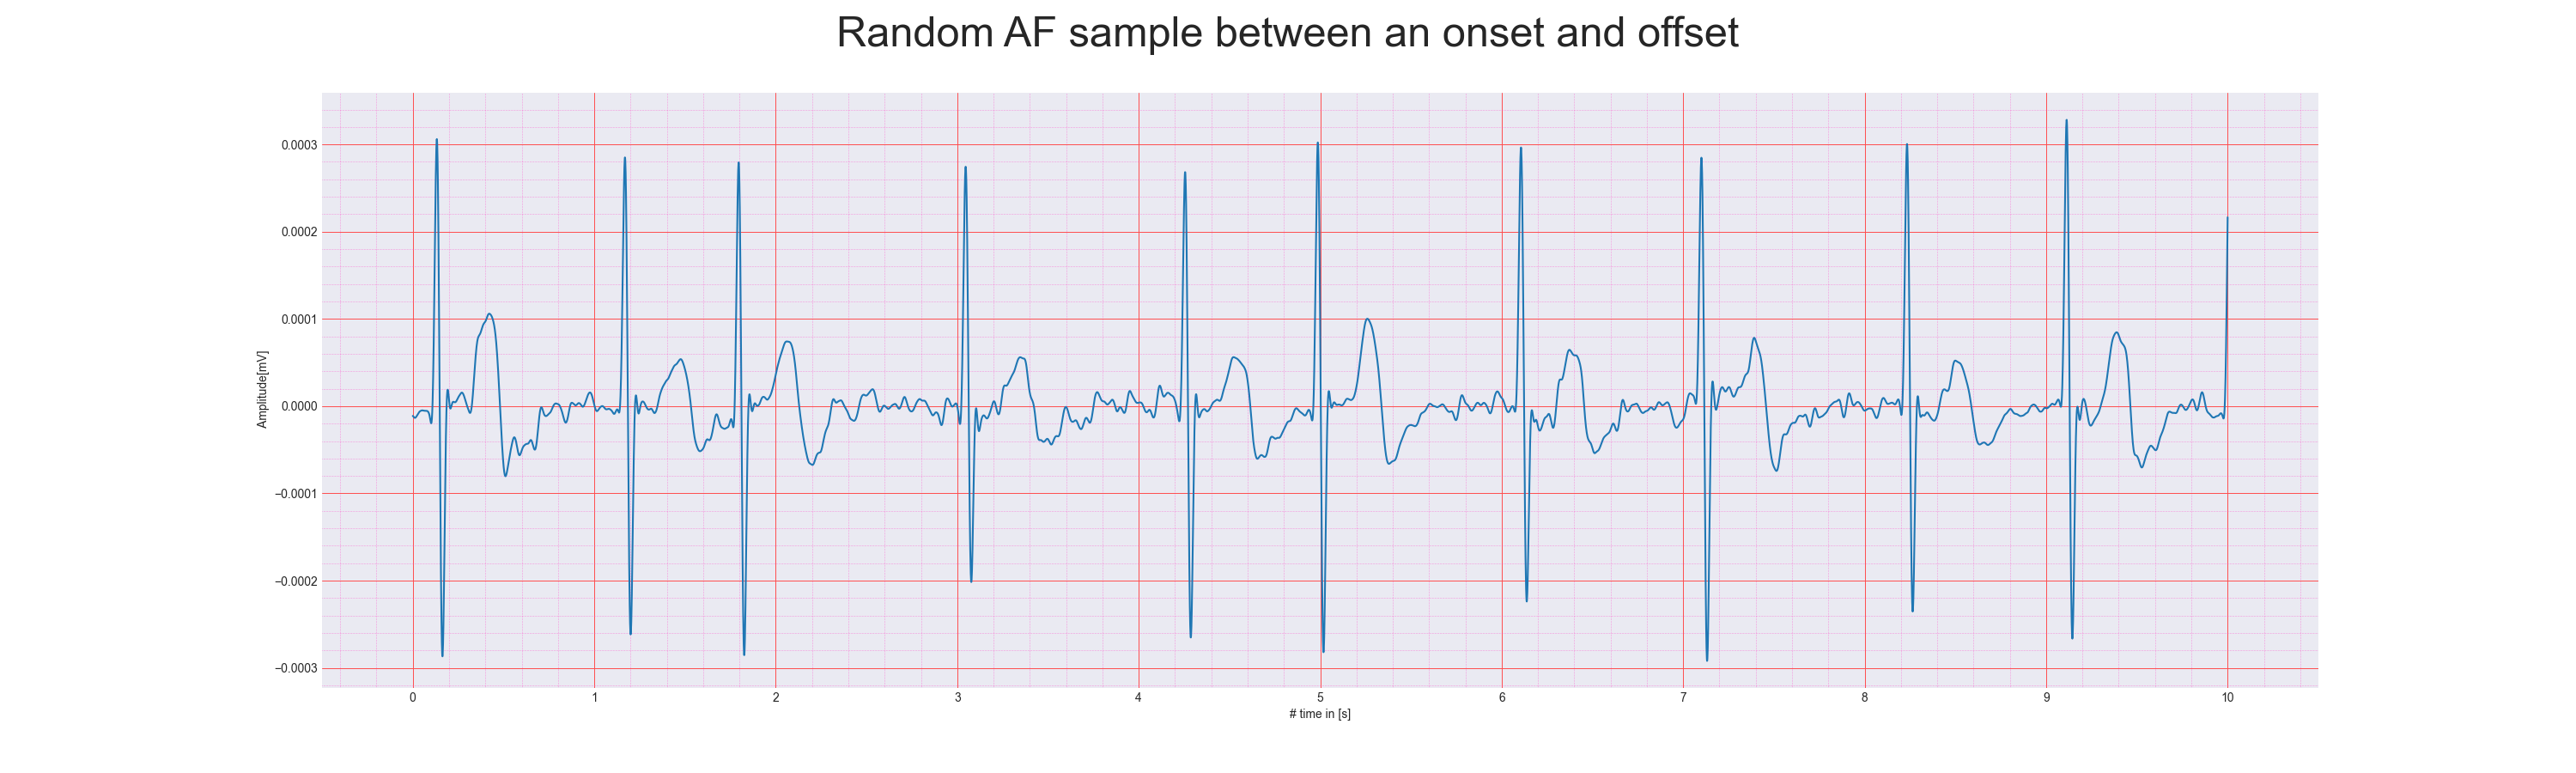 Random AF sample between an onset and offset
Amplitude[mV]
0.0003
0.0002
0.0001
0.0000
−0.0001
−0.0002
−0.0003
0 1 2 3 4 5 6 7 8 9 10
# time in [s]